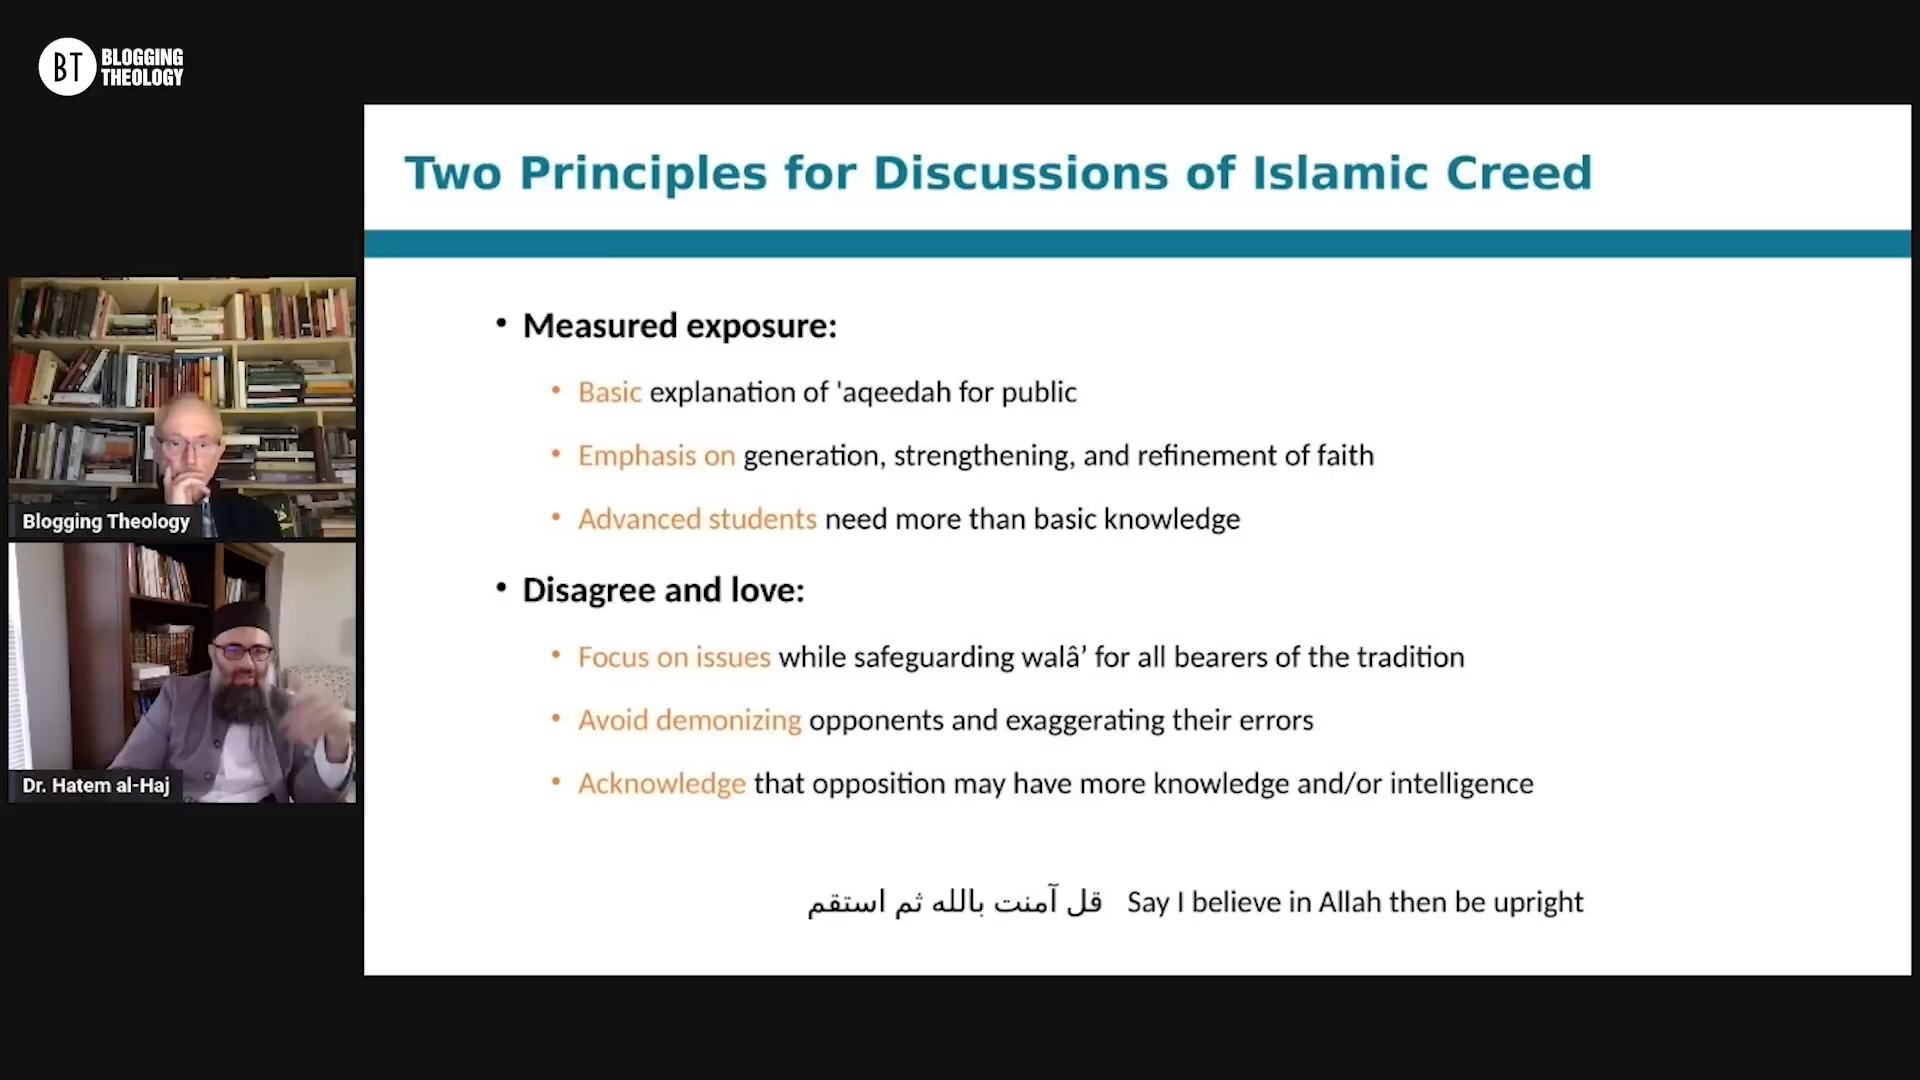 BT BLOGGING
THEOLOGY
Two Principles for Discussions of Islamic Creed
• Measured exposure:
• Basic explanation of 'aqeedah for public
• Emphasis on generation, strengthening, and refinement of faith
• Advanced students need more than basic knowledge
• Disagree and love:
• Focus on issues while safeguarding walâ’ for all bearers of the tradition
• Avoid demonizing opponents and exaggerating their errors
• Acknowledge that opposition may have more knowledge and/or intelligence
قل آمنت بالله ثم استقم Say I believe in Allah then be upright
Blogging Theology
Dr. Hatem al-Haj